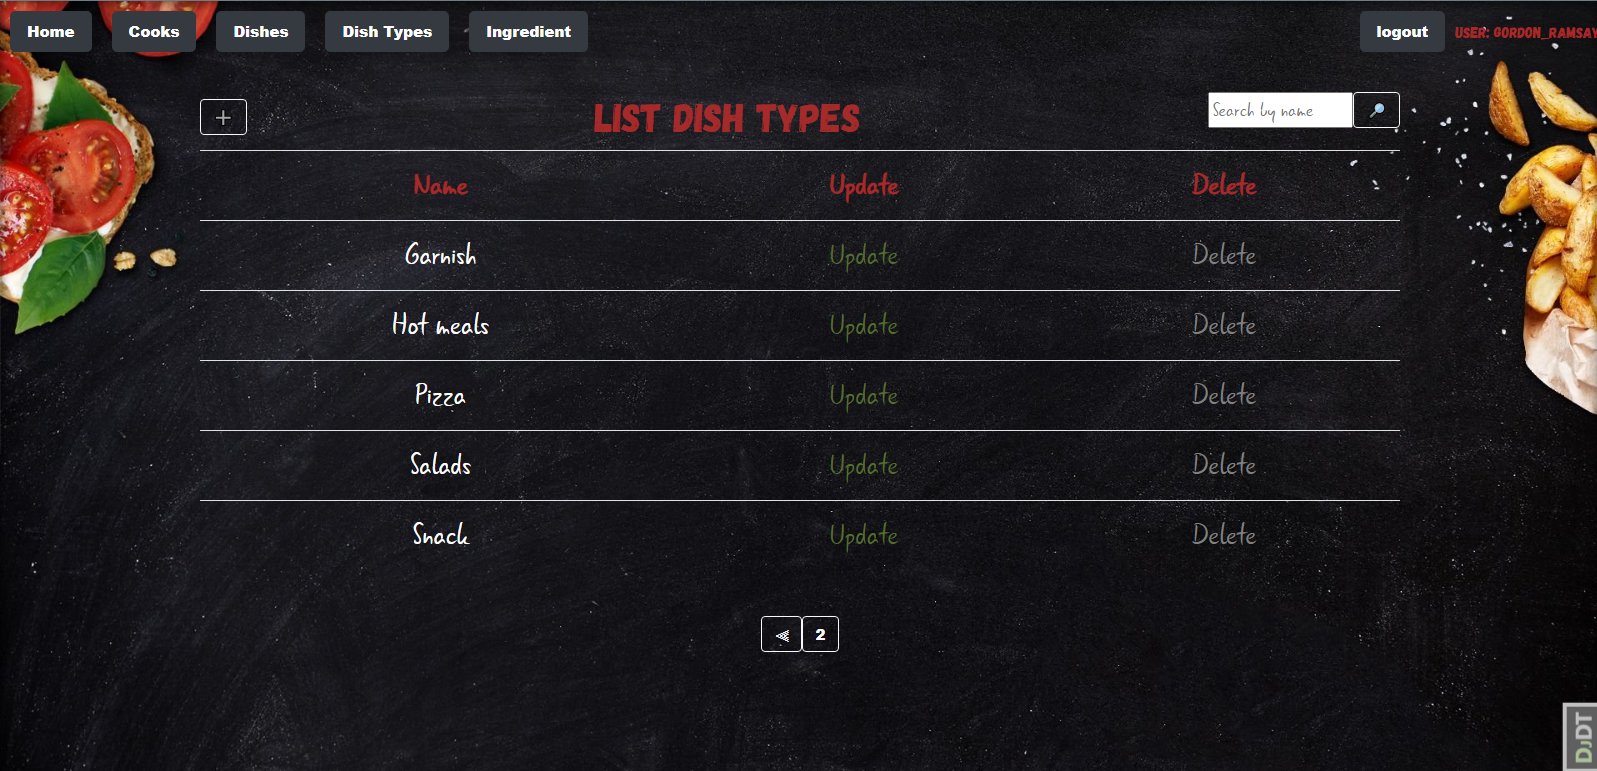 Home Cooks Dishes Dish Types Ingredient logout USER: GORDON_RAMSAY
+ LIST DISH TYPES Search by name
Name Update Delete
Garnish Update Delete
Hot meals Update Delete
Pizza Update Delete
Salads Update Delete
Snack Update Delete
2
DJDT